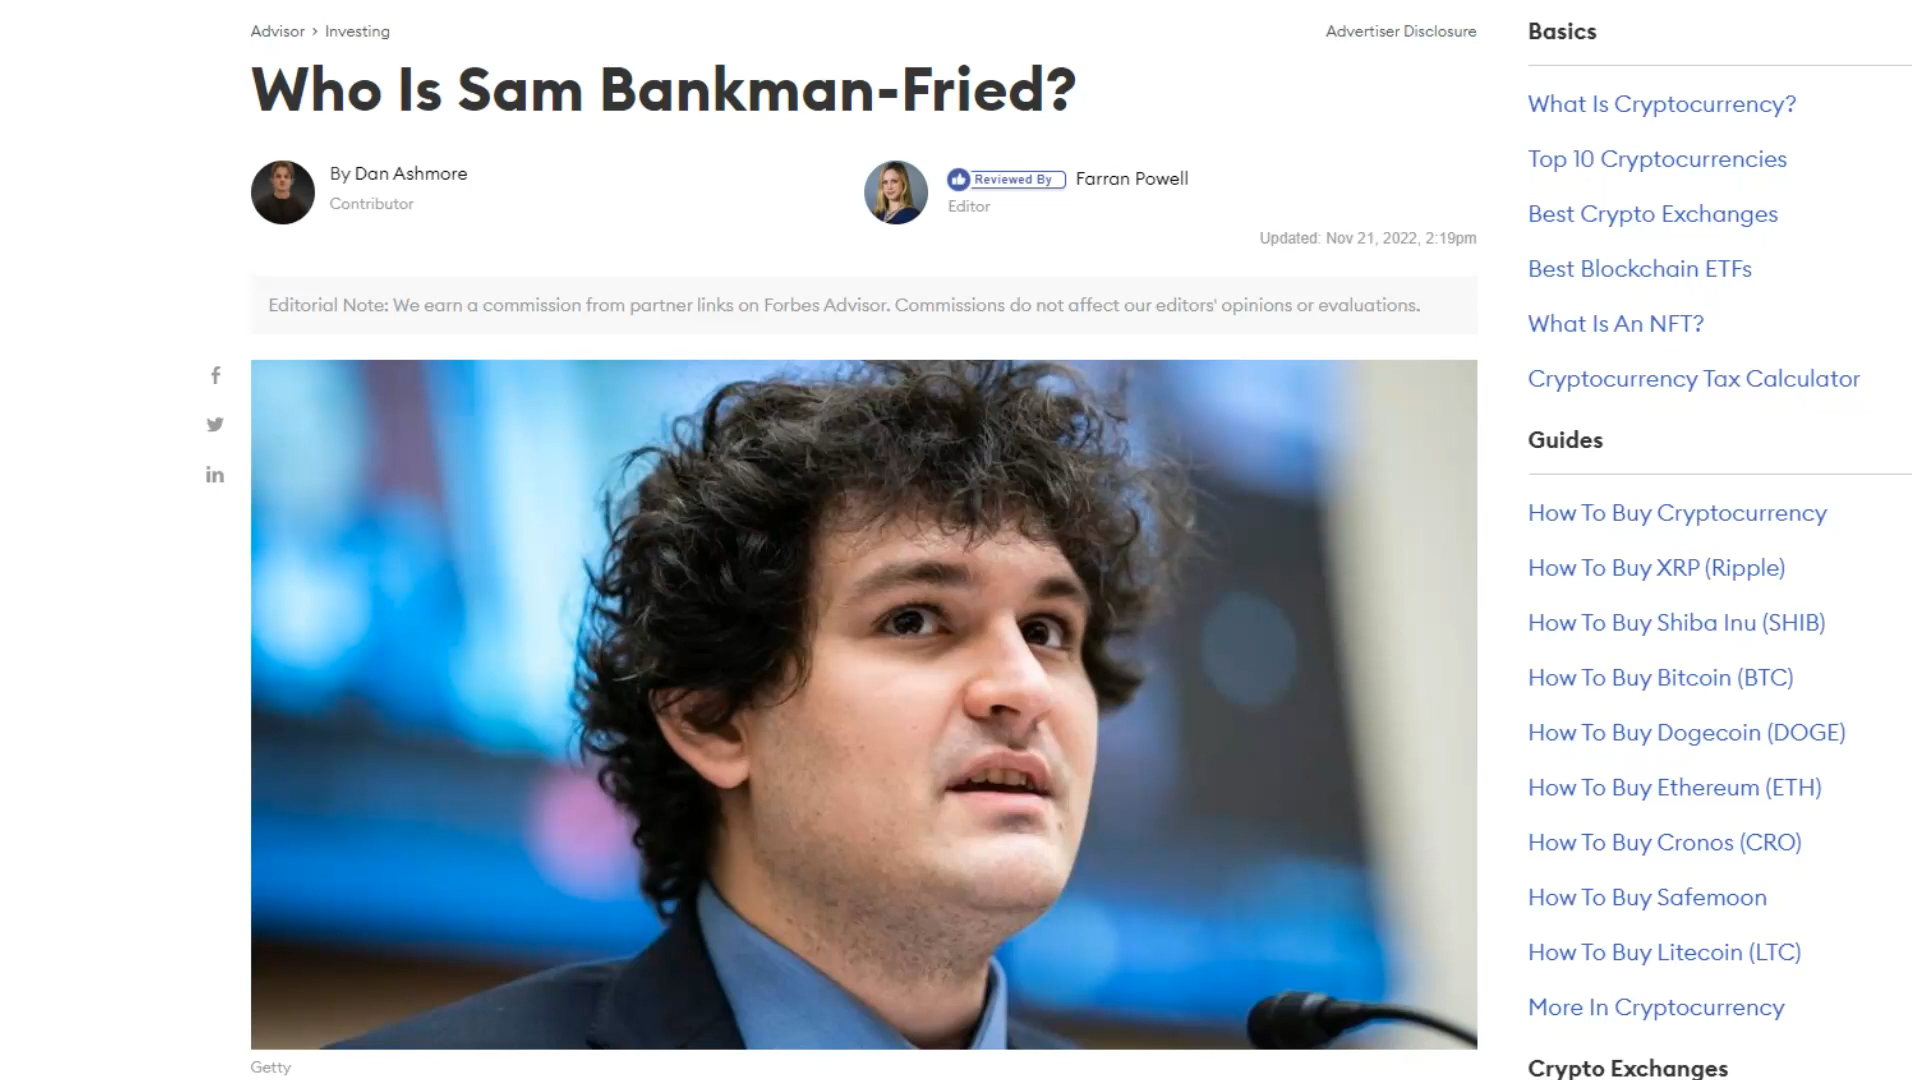 Advisor > Investing
Advertiser Disclosure
Who Is Sam Bankman-Fried?
By Dan Ashmore
Contributor
Reviewed By Farran Powell
Editor
Updated: Nov 21, 2022, 2:19pm
Editorial Note: We earn a commission from partner links on Forbes Advisor. Commissions do not affect our editors' opinions or evaluations.
f
in
Getty
Basics
What Is Cryptocurrency?
Top 10 Cryptocurrencies
Best Crypto Exchanges
Best Blockchain ETFs
What Is An NFT?
Cryptocurrency Tax Calculator
Guides
How To Buy Cryptocurrency
How To Buy XRP (Ripple)
How To Buy Shiba Inu (SHIB)
How To Buy Bitcoin (BTC)
How To Buy Dogecoin (DOGE)
How To Buy Ethereum (ETH)
How To Buy Cronos (CRO)
How To Buy Safemoon
How To Buy Litecoin (LTC)
More In Cryptocurrency
Crypto Exchanges